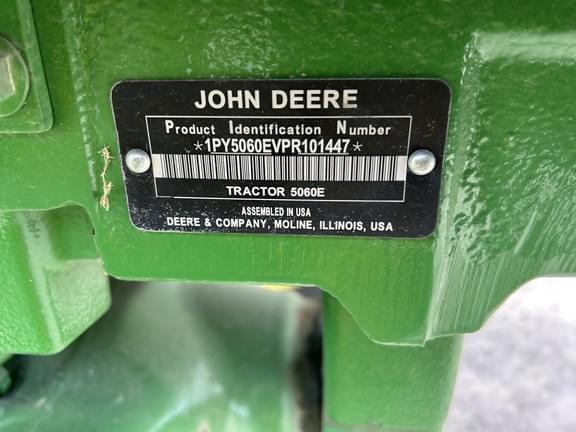 JOHN DEERE
Product Identification Number
*1PY5060EVPR101447*
TRACTOR 5060E
ASSEMBLED IN USA
DEERE & COMPANY, MOLINE, ILLINOIS, USA